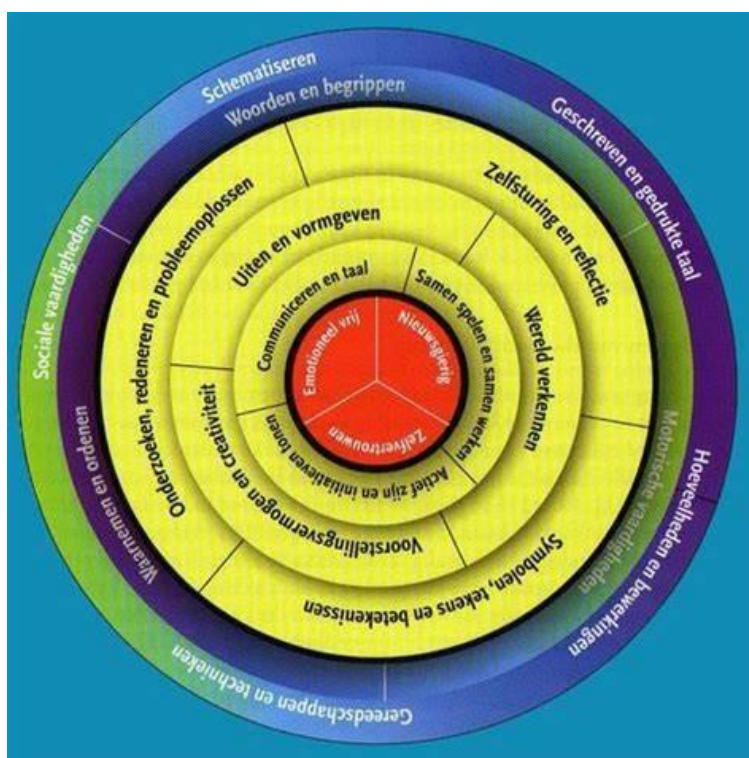 Schematiseren
Geschreven en gedrukte taal
Hoeveelheden en bewerkingen
Gereedschappen en technieken
Sociale vaardigheden
Woorden en begrippen
Motorische vaardigheden
Waarnemen en ordenen
Zelfsturing en reflectie
Symbolen, tekens en betekenissen
Onderzoeken, redeneren en probleemoplossen
Uiten en vormgeven
Wereld verkennen
Voorstellingsvermogen en creativiteit
Communiceren en taal
Samen spelen en samen werken
Actief zijn en initiatieven tonen
Emotioneel vrij
Nieuwsgierig
Zelfvertrouwen